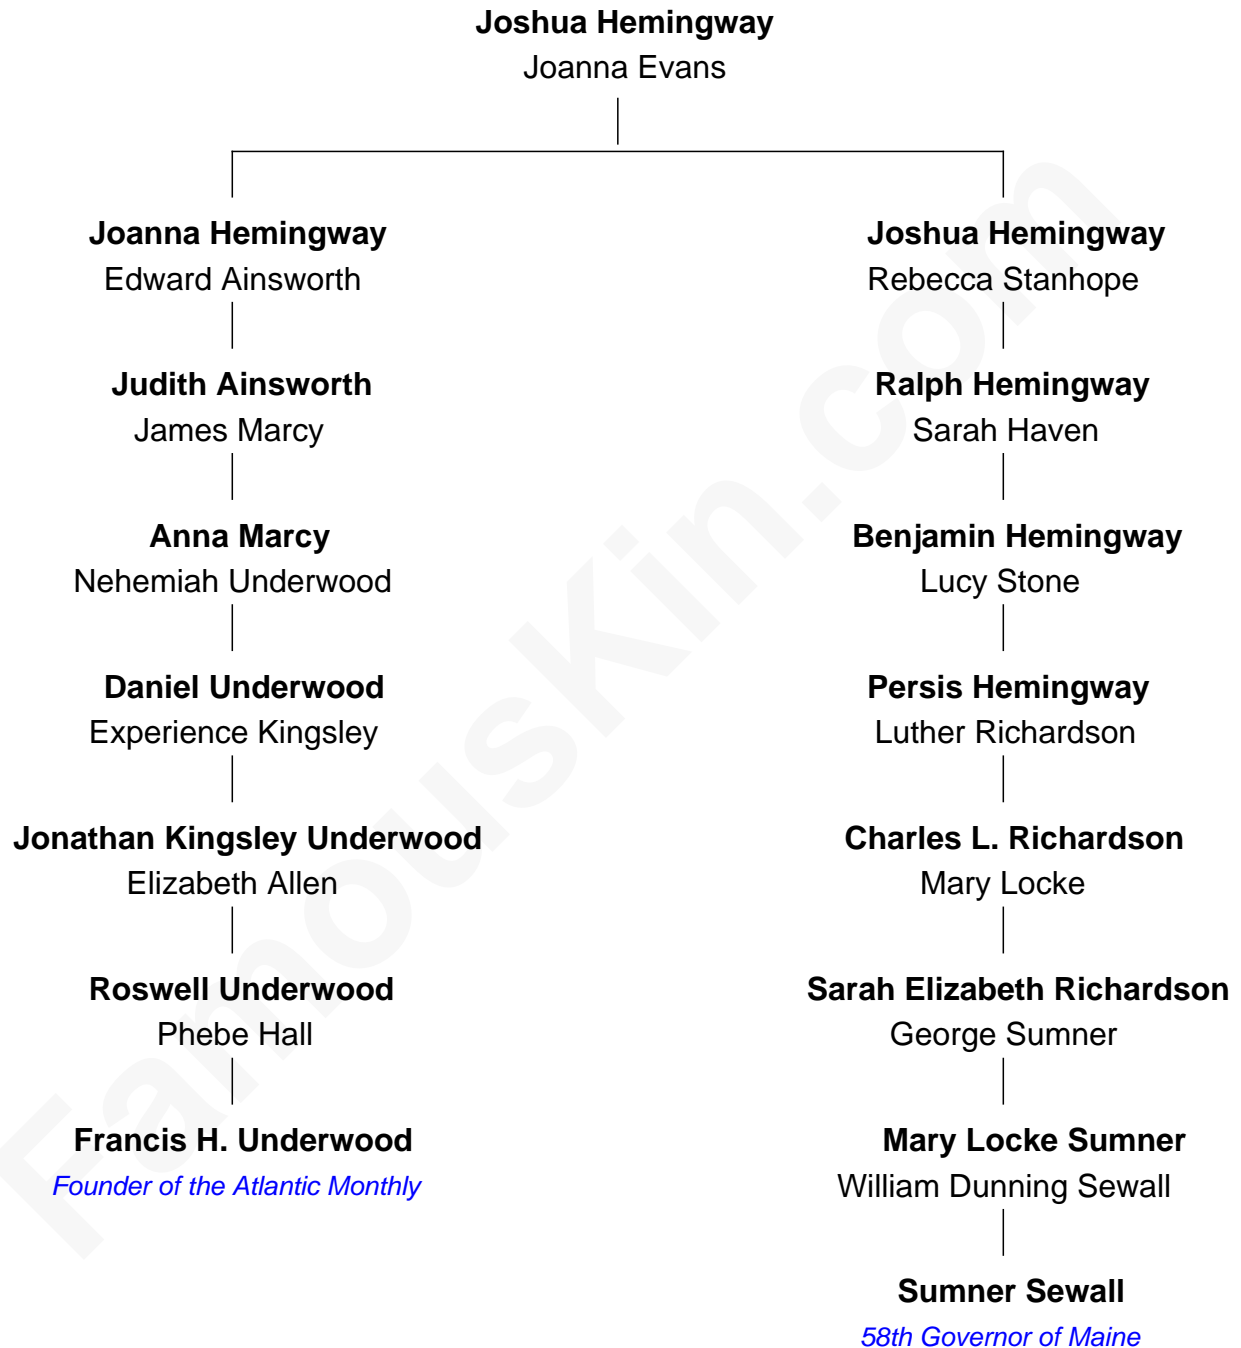 Joshua Hemingway
Joanna Evans
Joanna Hemingway
Edward Ainsworth
Judith Ainsworth
James Marcy
Anna Marcy
Nehemiah Underwood
Daniel Underwood
Experience Kingsley
Jonathan Kingsley Underwood
Elizabeth Allen
Roswell Underwood
Phebe Hall
Francis H. Underwood
Founder of the Atlantic Monthly
Joshua Hemingway
Rebecca Stanhope
Ralph Hemingway
Sarah Haven
Benjamin Hemingway
Lucy Stone
Persis Hemingway
Luther Richardson
Charles L. Richardson
Mary Locke
Sarah Elizabeth Richardson
George Sumner
Mary Locke Sumner
William Dunning Sewall
Sumner Sewall
58th Governor of Maine
FamousKin.com